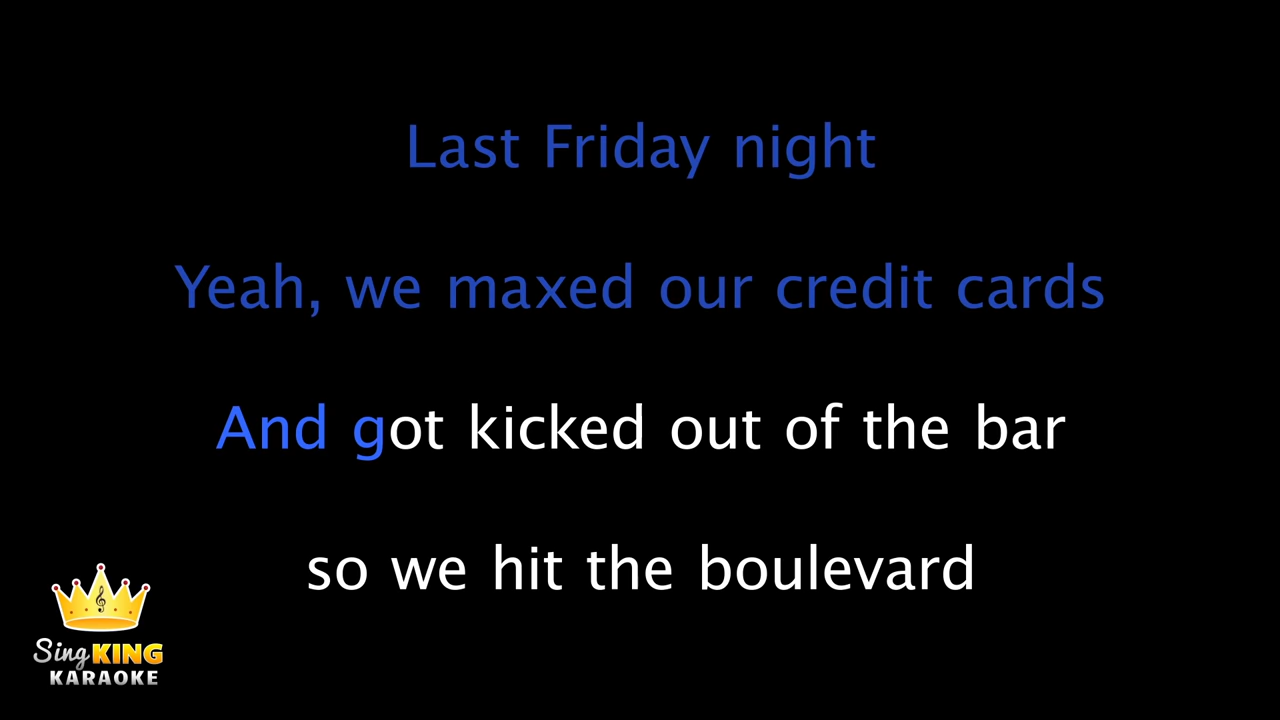 Last Friday night
Yeah, we maxed our credit cards
And got kicked out of the bar
so we hit the boulevard
Sing KING
KARAOKE